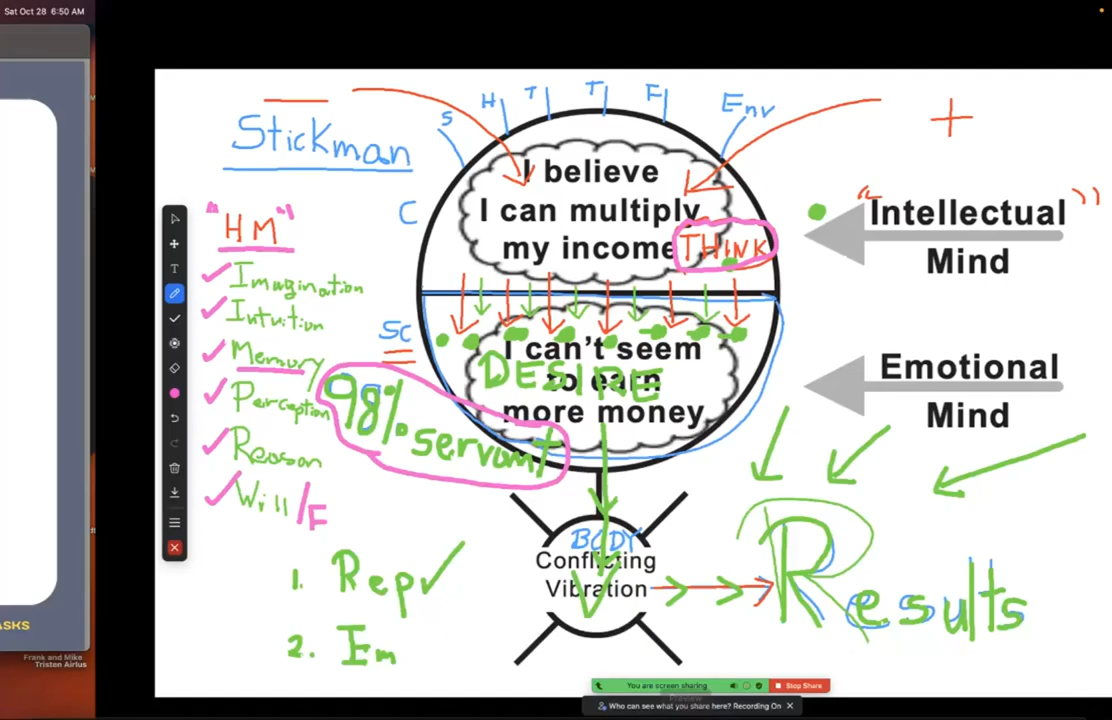 Sat Oct 28 6:50 AM
S H T T F Env
Stickman
+
I believe
I can multiply
my income
THINK
C
"Intellectual"
Mind
"HM"
Imagination
Intuition
Memory
Perception
Reason
Will/F
SC
I can't seem
to earn
more money
DESIRE
98%
servant
Emotional
Mind
BODY
Conflicting
Vibration
Results
1. Rep
2. Em
ASKS
Frank and Mike
Tristen Airlus
You are screen sharing
Stop Share
Who can see what you share here? Recording On